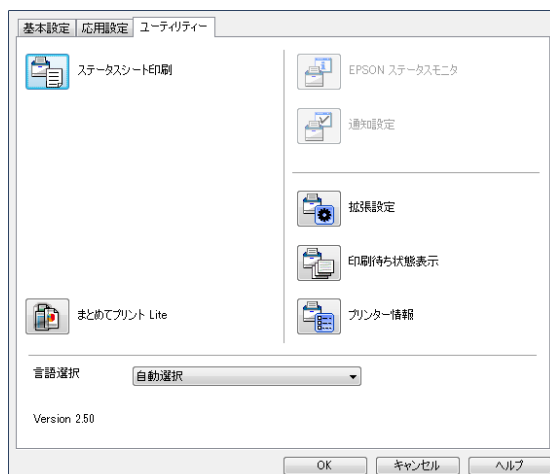 基本設定 応用設定 ユーティリティー
ステータスシート印刷
EPSON ステータスモニタ
通知設定
拡張設定
印刷待ち状態表示
まとめてプリント Lite
プリンター情報
言語選択 自動選択
Version 2.50
OK キャンセル ヘルプ